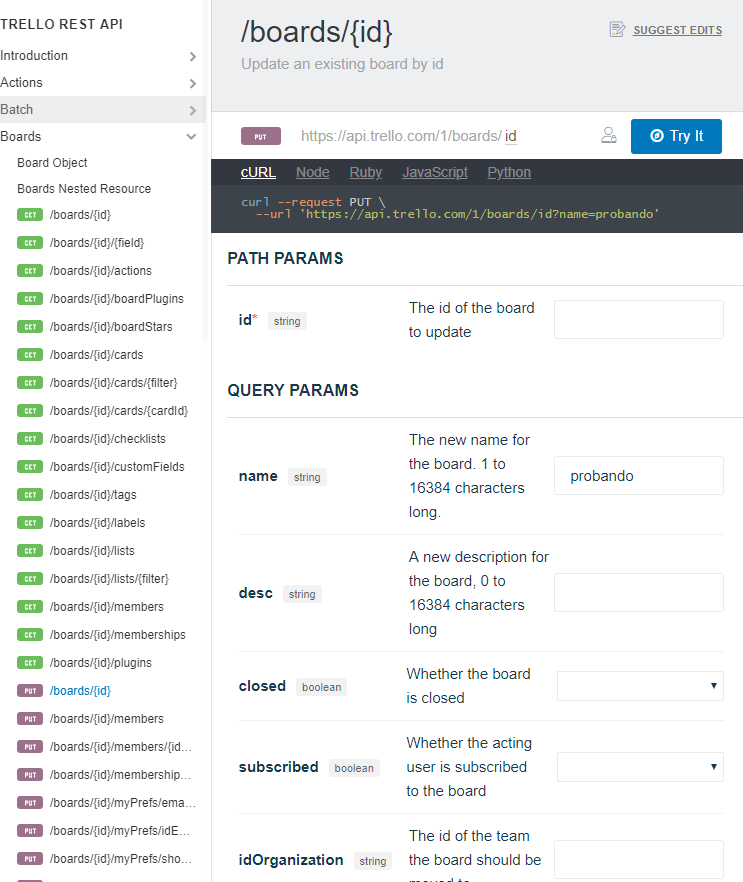 TRELLO REST API
Introduction
Actions
Batch
Boards
Board Object
Boards Nested Resource
GET /boards/{id}
GET /boards/{id}/{field}
GET /boards/{id}/actions
GET /boards/{id}/boardPlugins
GET /boards/{id}/boardStars
GET /boards/{id}/cards
GET /boards/{id}/cards/{filter}
GET /boards/{id}/cards/{cardId}
GET /boards/{id}/checklists
GET /boards/{id}/customFields
GET /boards/{id}/tags
GET /boards/{id}/labels
GET /boards/{id}/lists
GET /boards/{id}/lists/{filter}
GET /boards/{id}/members
GET /boards/{id}/memberships
GET /boards/{id}/plugins
PUT /boards/{id}
PUT /boards/{id}/members
PUT /boards/{id}/members/{id...
PUT /boards/{id}/membership...
PUT /boards/{id}/myPrefs/ema...
PUT /boards/{id}/myPrefs/idE...
PUT /boards/{id}/myPrefs/sho...
/boards/{id}
SUGGEST EDITS
Update an existing board by id
PUT https://api.trello.com/1/boards/ id
Try It
cURL Node Ruby JavaScript Python
curl --request PUT \
--url 'https://api.trello.com/1/boards/id?name=probando'
PATH PARAMS
id* string
The id of the board
to update
QUERY PARAMS
name string
The new name for
the board. 1 to
16384 characters
long.
probando
desc string
A new description for
the board, 0 to
16384 characters
long
closed boolean
Whether the board
is closed
subscribed boolean
Whether the acting
user is subscribed
to the board
idOrganization string
The id of the team
the board should be
moved to